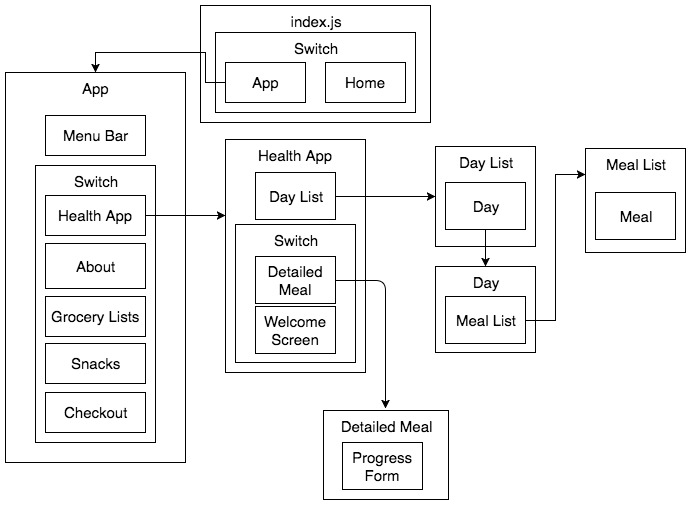 index.js
Switch
App
Home
App
Menu Bar
Switch
Health App
About
Grocery Lists
Snacks
Checkout
Health App
Day List
Switch
Detailed
Meal
Welcome
Screen
Day List
Day
Day
Meal List
Meal List
Meal
Detailed Meal
Progress
Form